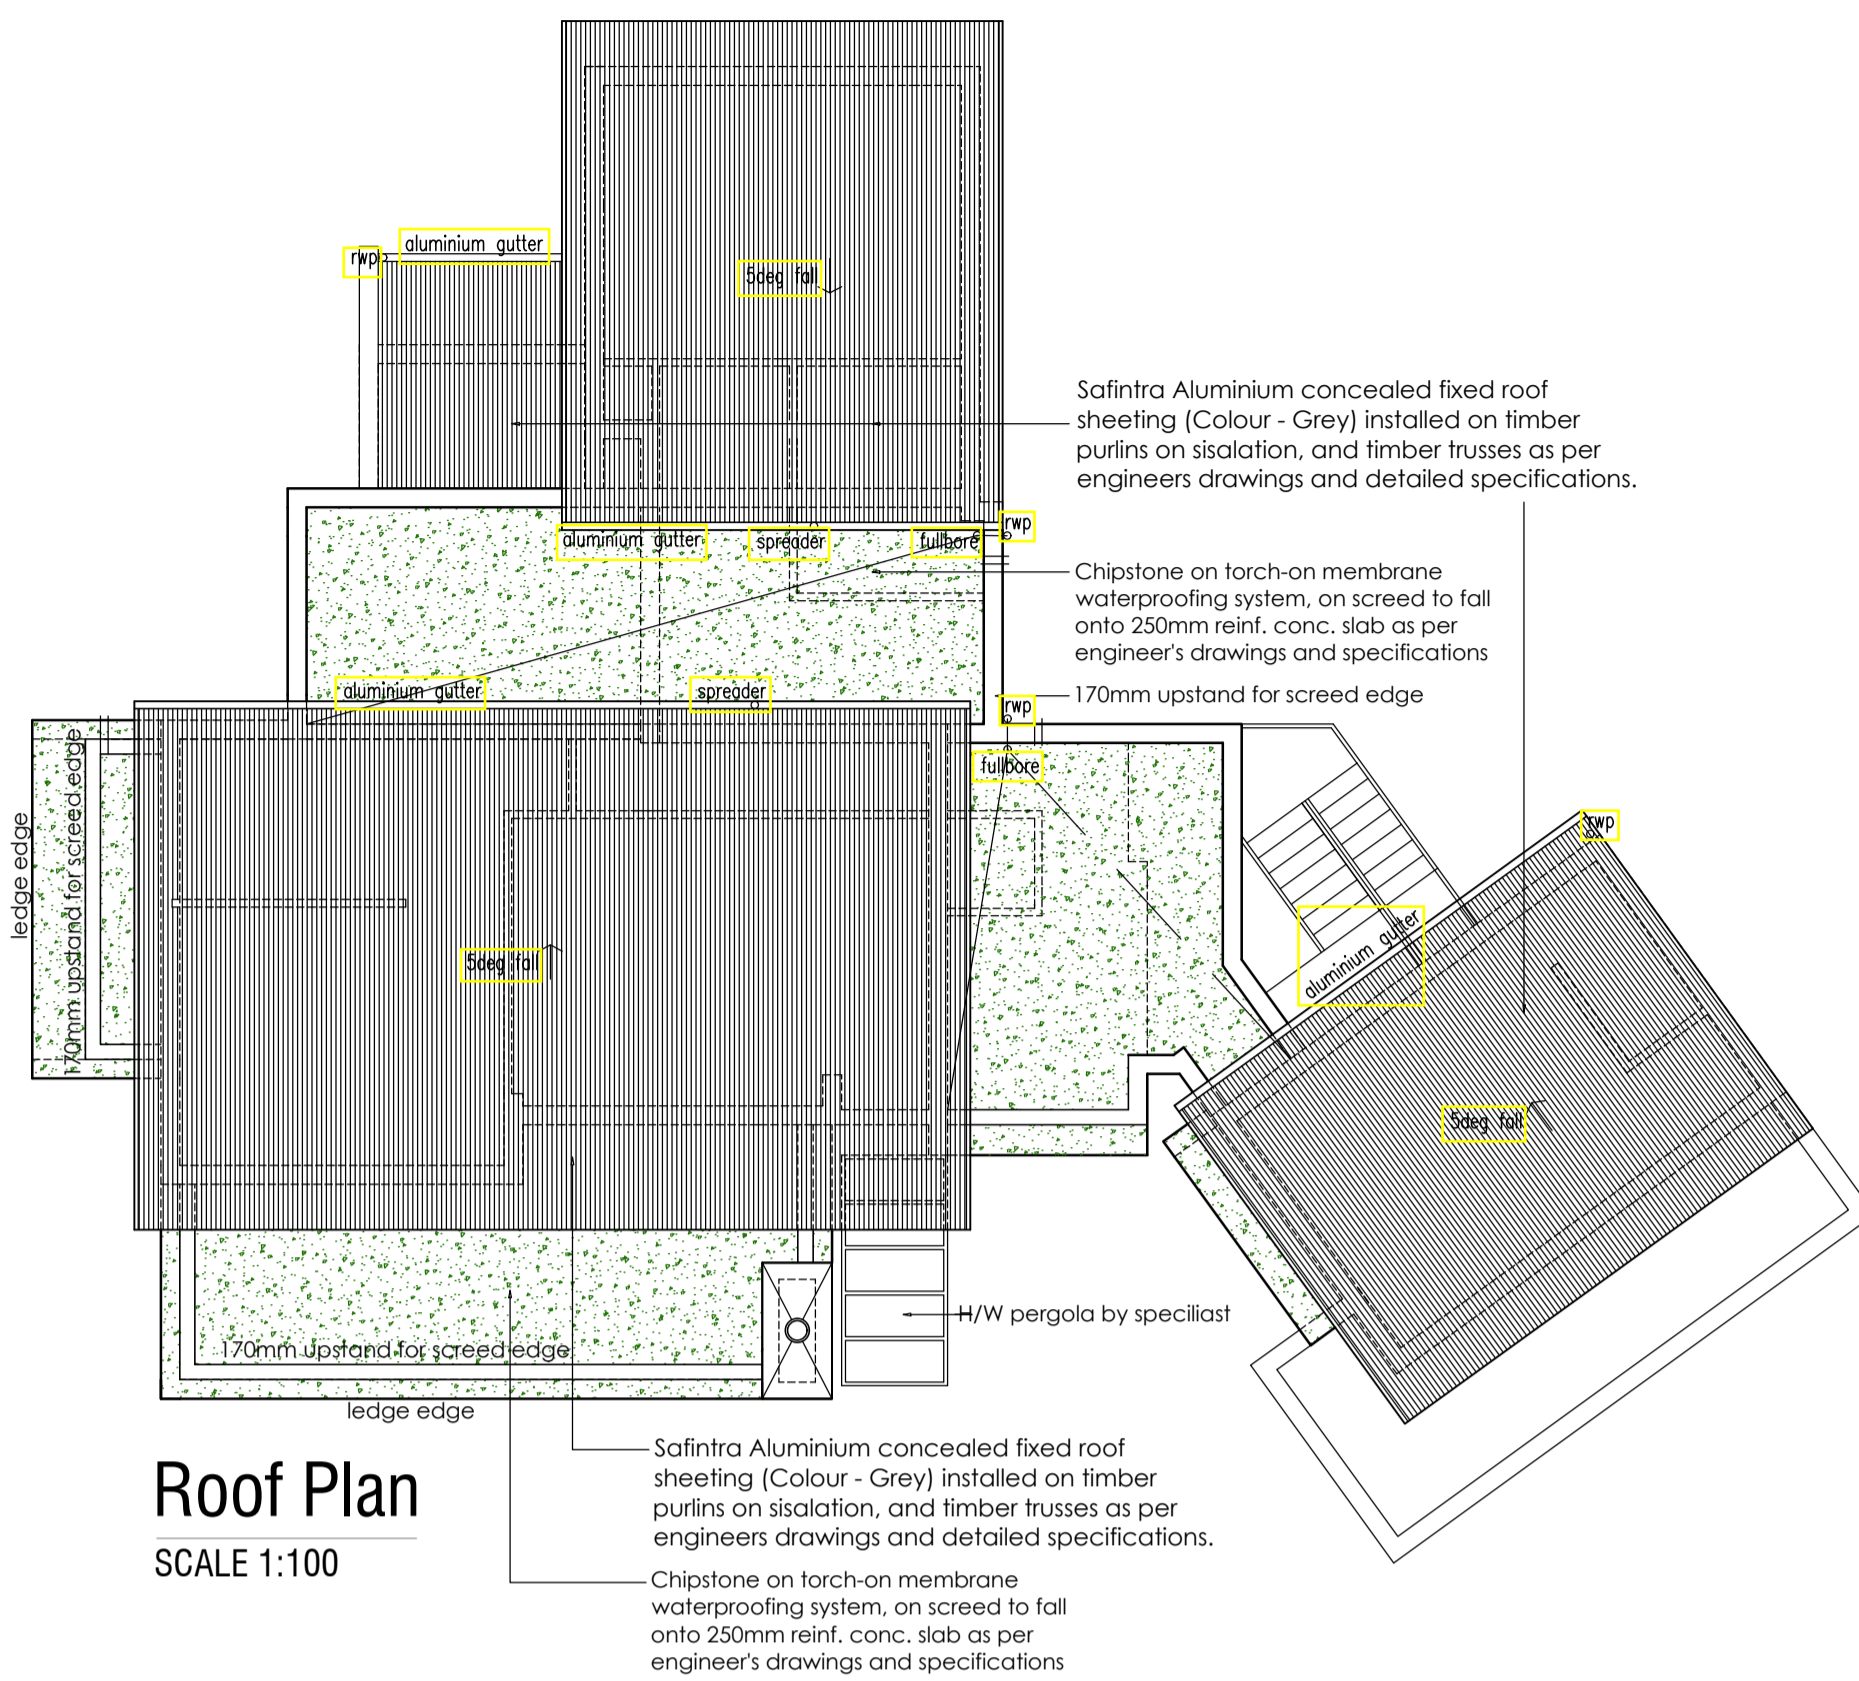 aluminium gutter
rwp
5deg fall
Safintra Aluminium concealed fixed roof
sheeting (Colour - Grey) installed on timber
purlins on sisalation, and timber trusses as per
engineers drawings and detailed specifications.
aluminium gutter
spreader
fullbore
rwp
Chipstone on torch-on membrane
waterproofing system, on screed to fall
onto 250mm reinf. conc. slab as per
engineer's drawings and specifications
aluminium gutter
spreader
170mm upstand for screed edge
rwp
fullbore
ledge edge
170mm upstand for screed edge
rwp
aluminium gutter
5deg fall
5deg fall
H/W pergola by speciliast
170mm upstand for screed edge
ledge edge
Safintra Aluminium concealed fixed roof
sheeting (Colour - Grey) installed on timber
purlins on sisalation, and timber trusses as per
engineers drawings and detailed specifications.
Roof Plan
SCALE 1:100
Chipstone on torch-on membrane
waterproofing system, on screed to fall
onto 250mm reinf. conc. slab as per
engineer's drawings and specifications